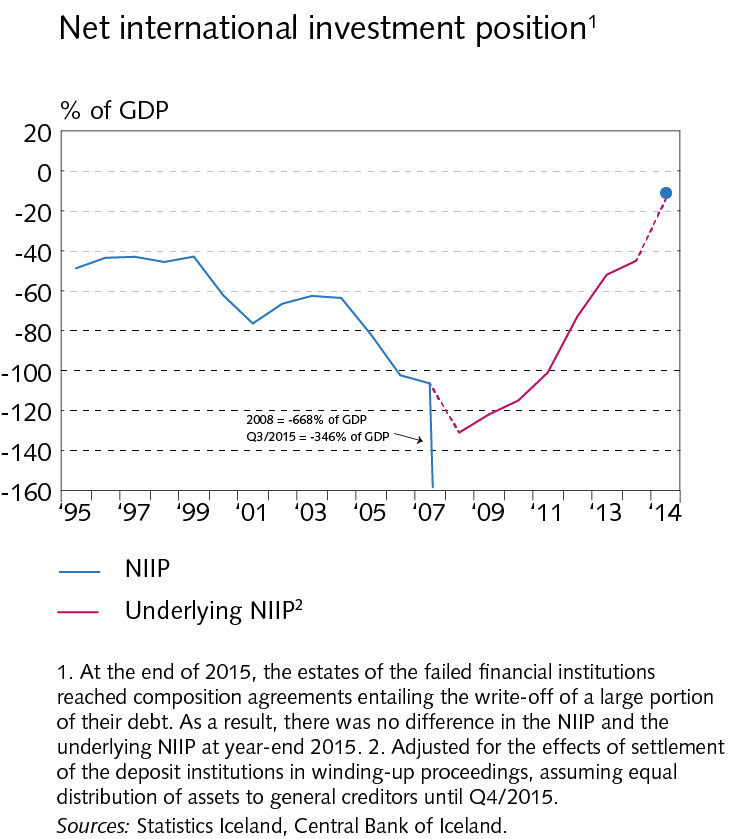 Net international investment position¹
% of GDP
20
0
-20
-40
-60
-80
-100
-120
-140
-160
2008 = -668% of GDP
Q3/2015 = -346% of GDP
‘95 ‘97 ‘99 ‘01 ‘03 ‘05 ‘07 ‘09 ‘11 ‘13 ‘14
NIIP
Underlying NIIP²
1. At the end of 2015, the estates of the failed financial institutions
reached composition agreements entailing the write-off of a large portion
of their debt. As a result, there was no difference in the NIIP and the
underlying NIIP at year-end 2015. 2. Adjusted for the effects of settlement
of the deposit institutions in winding-up proceedings, assuming equal
distribution of assets to general creditors until Q4/2015.
Sources: Statistics Iceland, Central Bank of Iceland.